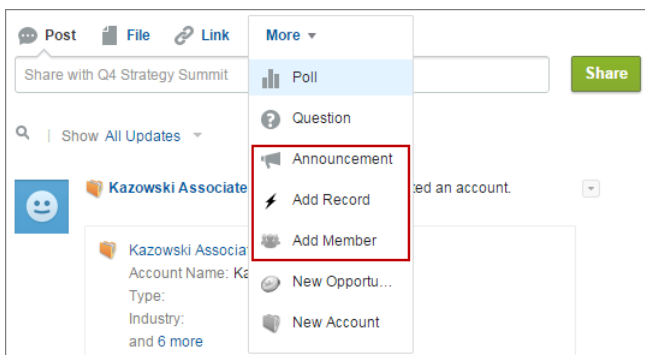 Post File Link More
Share with Q4 Strategy Summit Share
Poll
Question
Show All Updates
Announcement
Kazowski Associate ed an account.
Add Record
Add Member
Kazowski Associa
Account Name: Ka
New Opportu...
Type:
Industry:
New Account
and 6 more